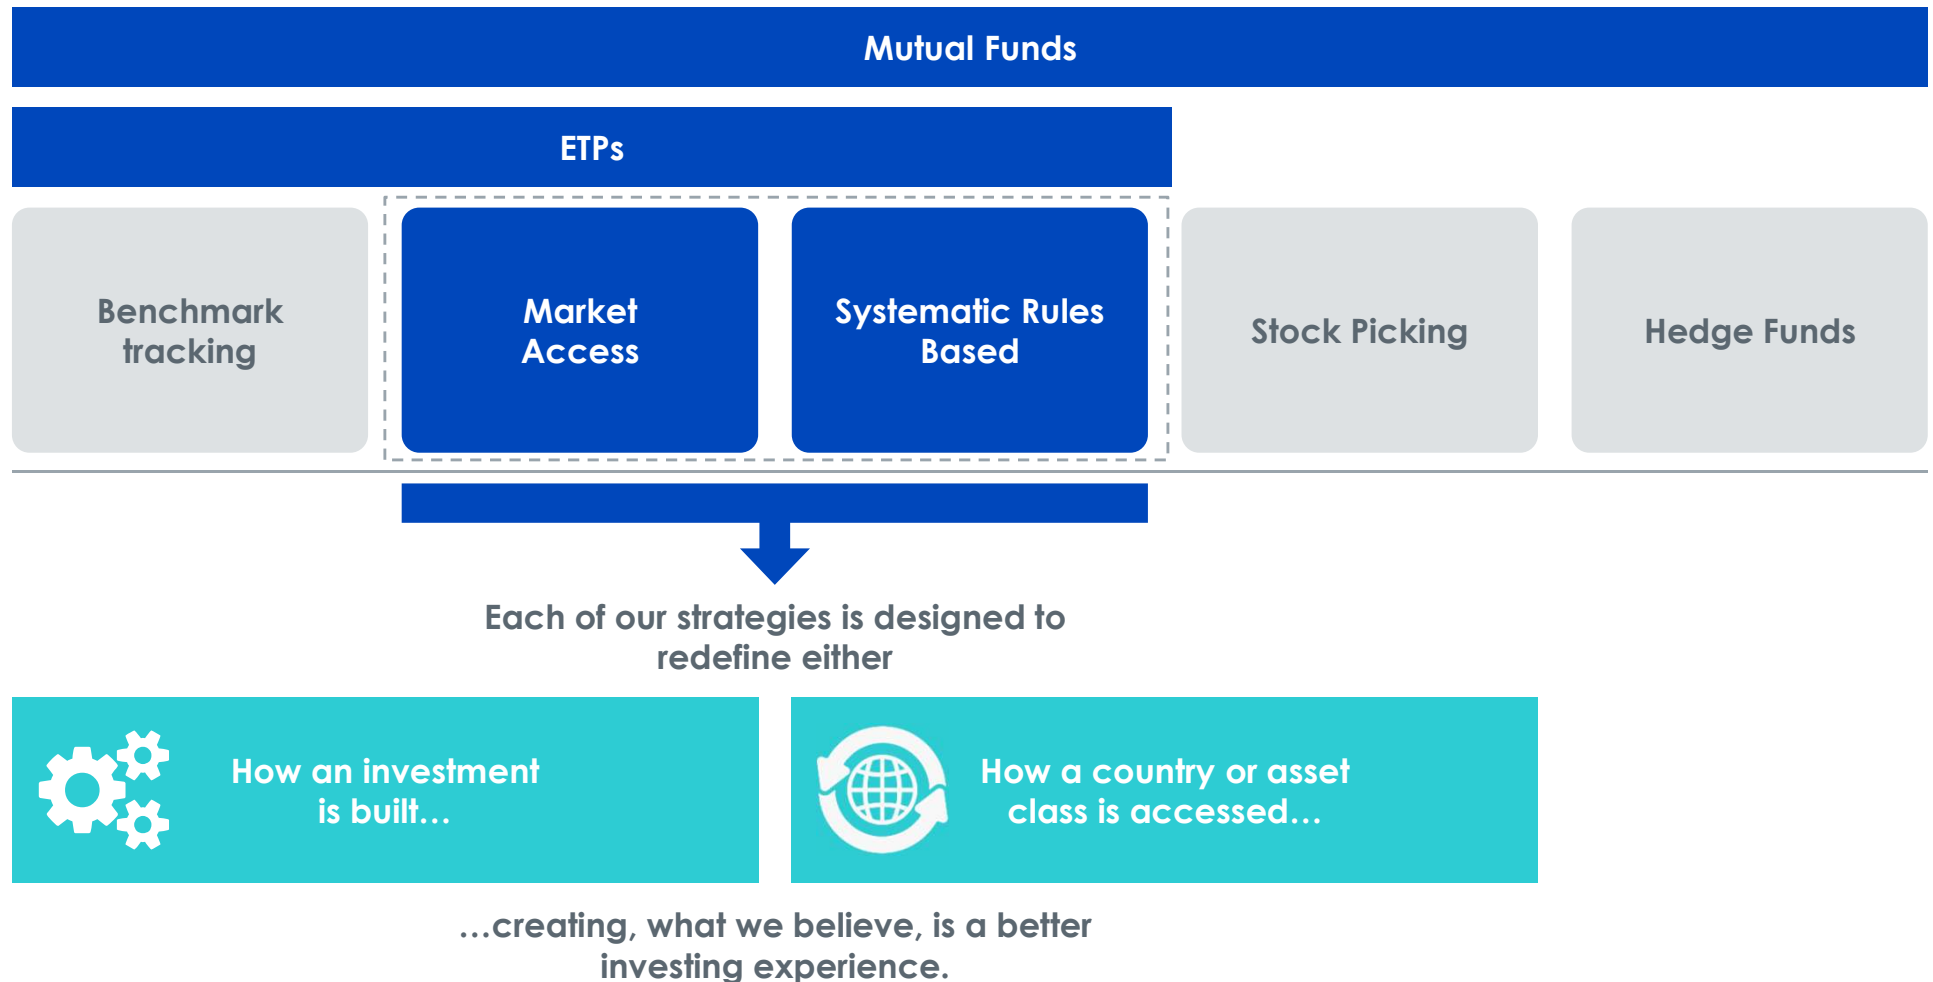 Mutual Funds
ETPs
Benchmark
tracking
Market
Access
Systematic Rules
Based
Stock Picking
Hedge Funds
Each of our strategies is designed to
redefine either
How an investment
is built...
How a country or asset
class is accessed...
...creating, what we believe, is a better
investing experience.